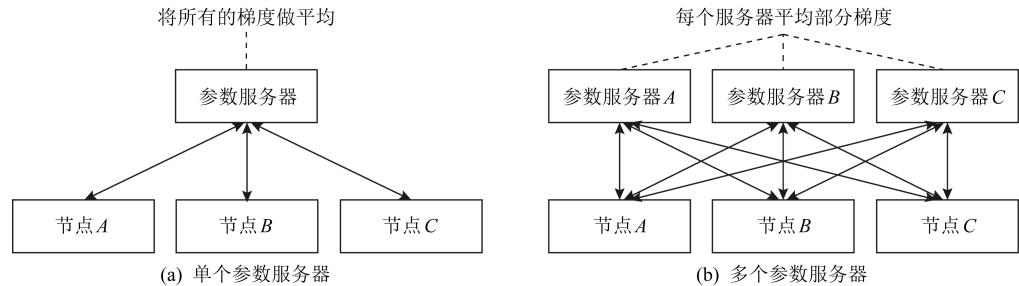 将所有的梯度做平均
参数服务器
节点A
节点B
节点C
(a) 单个参数服务器
每个服务器平均部分梯度
参数服务器A
参数服务器B
参数服务器C
节点A
节点B
节点C
(b) 多个参数服务器